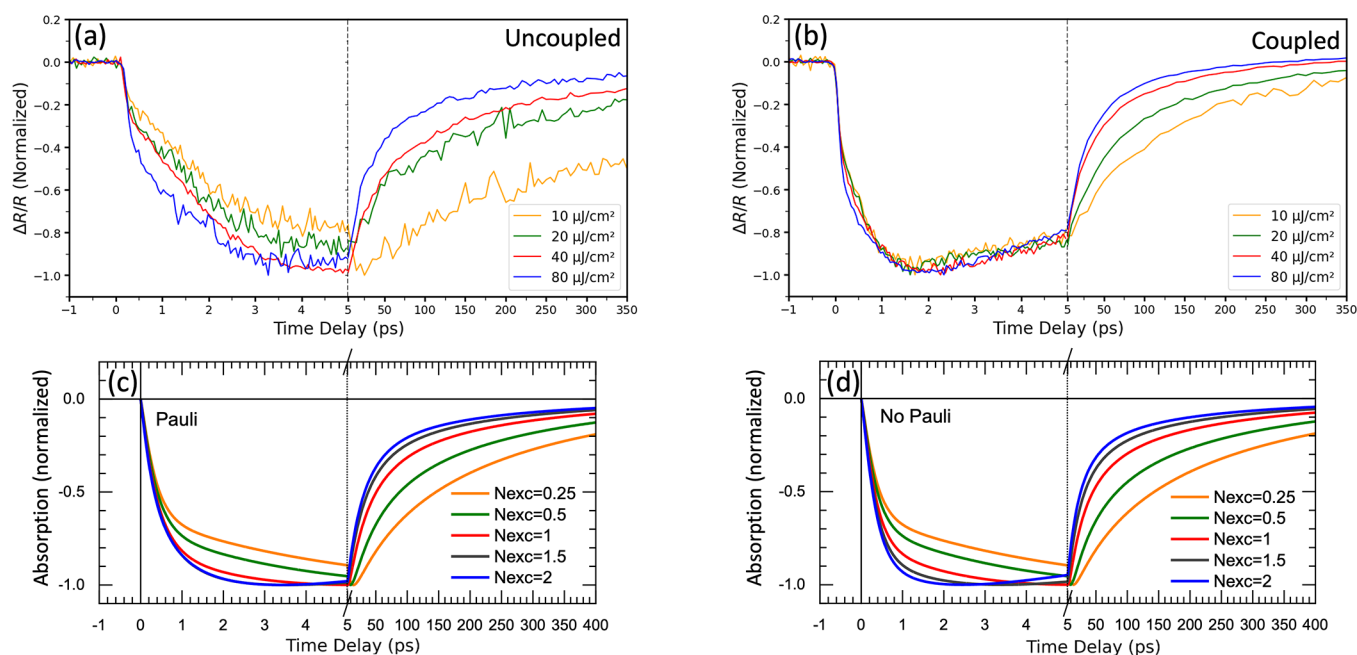 (a)
Uncoupled
ΔR/R (Normalized)
0.2
0.0
−0.2
−0.4
−0.6
−0.8
−1.0
10 μJ/cm²
20 μJ/cm²
40 μJ/cm²
80 μJ/cm²
−1 0 1 2 3 4 5 50 100 150 200 250 300 350
Time Delay (ps)
(b)
Coupled
ΔR/R (Normalized)
0.2
0.0
−0.2
−0.4
−0.6
−0.8
−1.0
10 μJ/cm²
20 μJ/cm²
40 μJ/cm²
80 μJ/cm²
−1 0 1 2 3 4 5 50 100 150 200 250 300 350
Time Delay (ps)
(c)
Pauli
Absorption (normalized)
0.0
-0.5
-1.0
Nexc=0.25
Nexc=0.5
Nexc=1
Nexc=1.5
Nexc=2
-1 0 1 2 3 4 5 50 100 150 200 250 300 350 400
Time Delay (ps)
(d)
No Pauli
Absorption (normalized)
0.0
-0.5
-1.0
Nexc=0.25
Nexc=0.5
Nexc=1
Nexc=1.5
Nexc=2
-1 0 1 2 3 4 5 50 100 150 200 250 300 350 400
Time Delay (ps)